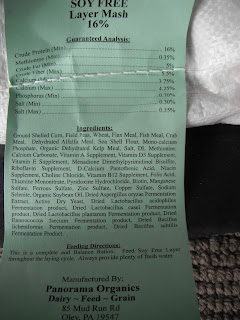 SOY FREE
Layer Mash
16%
Guaranteed Analysis:
Crude Protein (Min) 16%
Methionine (Min) 0.35%
Crude Fat (Min) 5%
Crude Fiber (Max) 5.5%
Calcium (Min) 3.75%
Calcium (Max) 4.25%
Phosphorus (Min) 0.70%
Salt (Min) 0.30%
Salt (Max) 0.35%
Ingredients:
Ground Shelled Corn, Field Peas, Wheat, Flax Meal, Fish Meal, Crab
Meal, Dehydrated Alfalfa Meal, Sea Shell Flour, Mono-calcium
Phosphate, Organic Dehydrated Kelp Meal, Salt, DL Methionine,
Calcium Carbonate, Vitamin A Supplement, Vitamin D3 Supplement,
Vitamin E Supplement, Menadione Dimethylpyrimidinol Bisulfite,
Riboflavin Supplement, D-Calcium Pantothenic Acid, Niacin
Supplement, Choline Chloride, Vitamin B12 Supplement, Folic Acid,
Thiamine Mononitrate, Pyridoxine Hydrochloride, Biotin, Manganese
Sulfate, Ferrous Sulfate, Zinc Sulfate, Copper Sulfate, Sodium
Selenite, Organic Soybean Oil, Dried Aspergillus oryzae Fermentation
Extract, Active Dry Yeast, Dried Lactobacillus acidophilus
Fermentation product, Dried Lactobacillus casei Fermentation
product, Dried Lactobacillus plantarum Fermentation product, Dried
Enterococcus faecium Fermentation product, Dried Bacillus
licheniformis Fermentation product, Dried Bacillus subtilis
Fermentation Product
Feeding Directions:
This is a complete and Balance Ration. Feed Soy Free Layer
throughout the laying cycle. Always provide plenty of fresh water
Manufactured By:
Panorama Organics
Dairy ~ Feed ~ Grain
85 Mud Run Rd
Oley, PA 19547